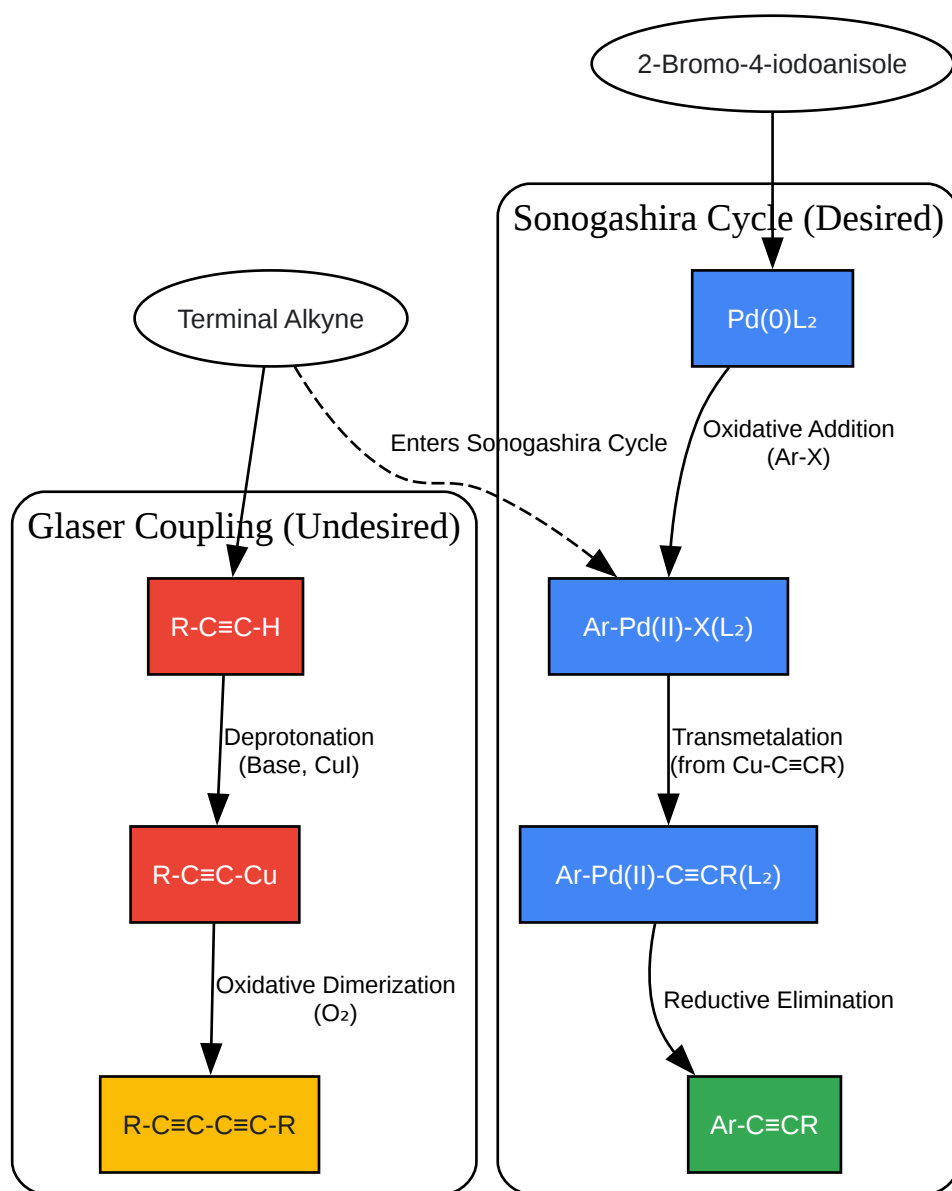 2-Bromo-4-iodoanisole
Sonogashira Cycle (Desired)
Pd(0)L₂
Terminal Alkyne
Enters Sonogashira Cycle
Oxidative Addition
(Ar-X)
Glaser Coupling (Undesired)
R-C≡C-H
Ar-Pd(II)-X(L₂)
Deprotonation
(Base, CuI)
Transmetalation
(from Cu-C≡CR)
R-C≡C-Cu
Ar-Pd(II)-C≡CR(L₂)
Oxidative Dimerization
(O₂)
Reductive Elimination
R-C≡C-C≡C-R
Ar-C≡CR